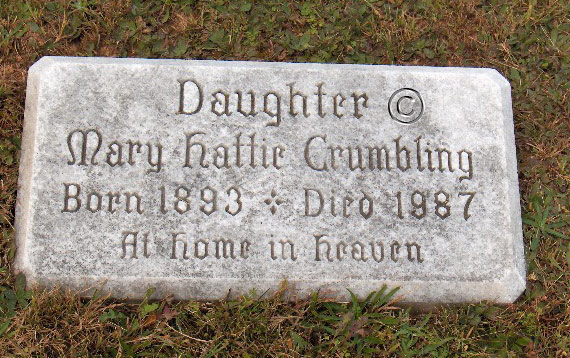 Daughter ©
Mary Hattie Crumbling
Born 1893 ⁘ Died 1987
At home in heaven